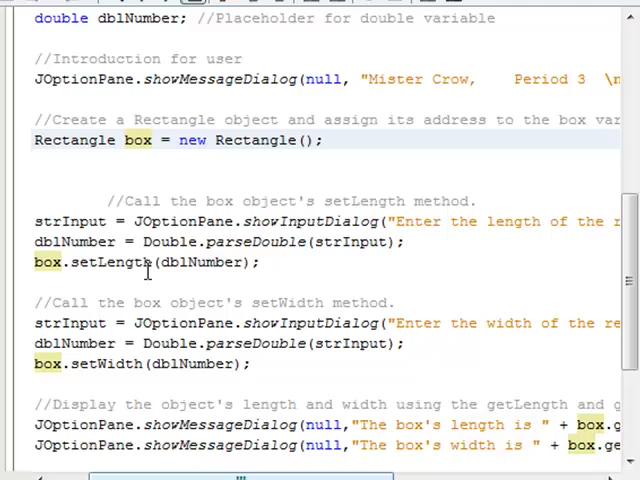 double dblNumber; //Placeholder for double variable
//Introduction for user
JOptionPane.showMessageDialog(null, "Mister Crow,    Period 3  \n
//Create a Rectangle object and assign its address to the box var
Rectangle box = new Rectangle();
//Call the box object's setLength method.
strInput = JOptionPane.showInputDialog("Enter the length of the r
dblNumber = Double.parseDouble(strInput);
box.setLength(dblNumber);
//Call the box object's setWidth method.
strInput = JOptionPane.showInputDialog("Enter the width of the re
dblNumber = Double.parseDouble(strInput);
box.setWidth(dblNumber);
//Display the object's length and width using the getLength and g
JOptionPane.showMessageDialog(null,"The box's length is " + box.g
JOptionPane.showMessageDialog(null,"The box's width is " + box.ge